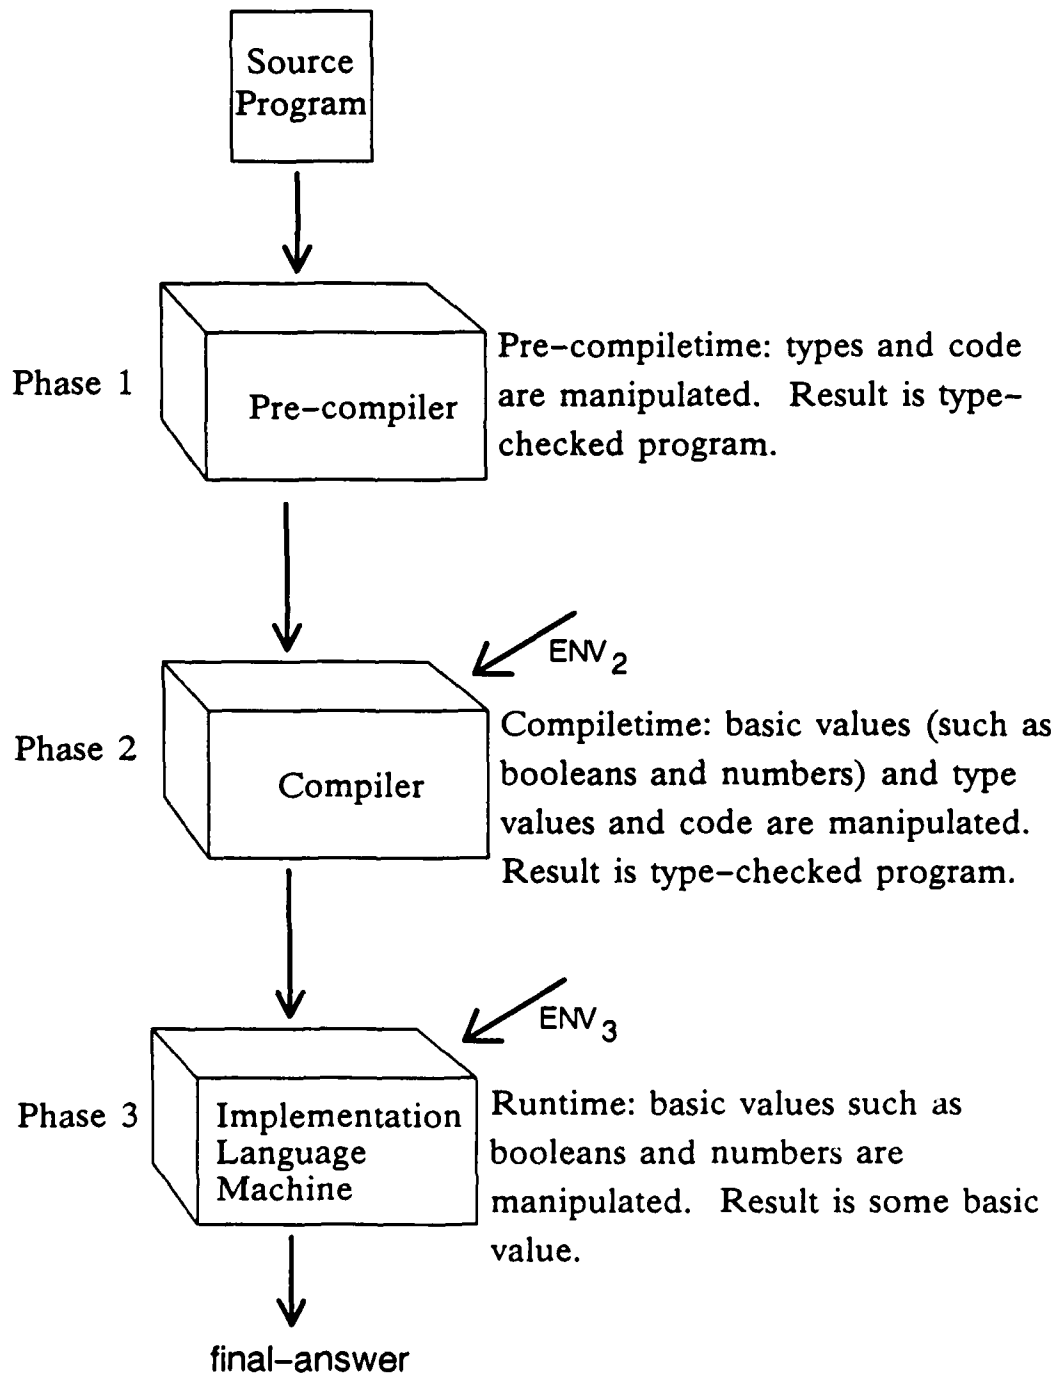 Source
Program
Phase 1
Pre-compiler
Pre-compiletime: types and code
are manipulated. Result is type-
checked program.
ENV2
Phase 2
Compiler
Compiletime: basic values (such as
booleans and numbers) and type
values and code are manipulated.
Result is type-checked program.
ENV3
Phase 3
Implementation
Language
Machine
Runtime: basic values such as
booleans and numbers are
manipulated. Result is some basic
value.
final-answer